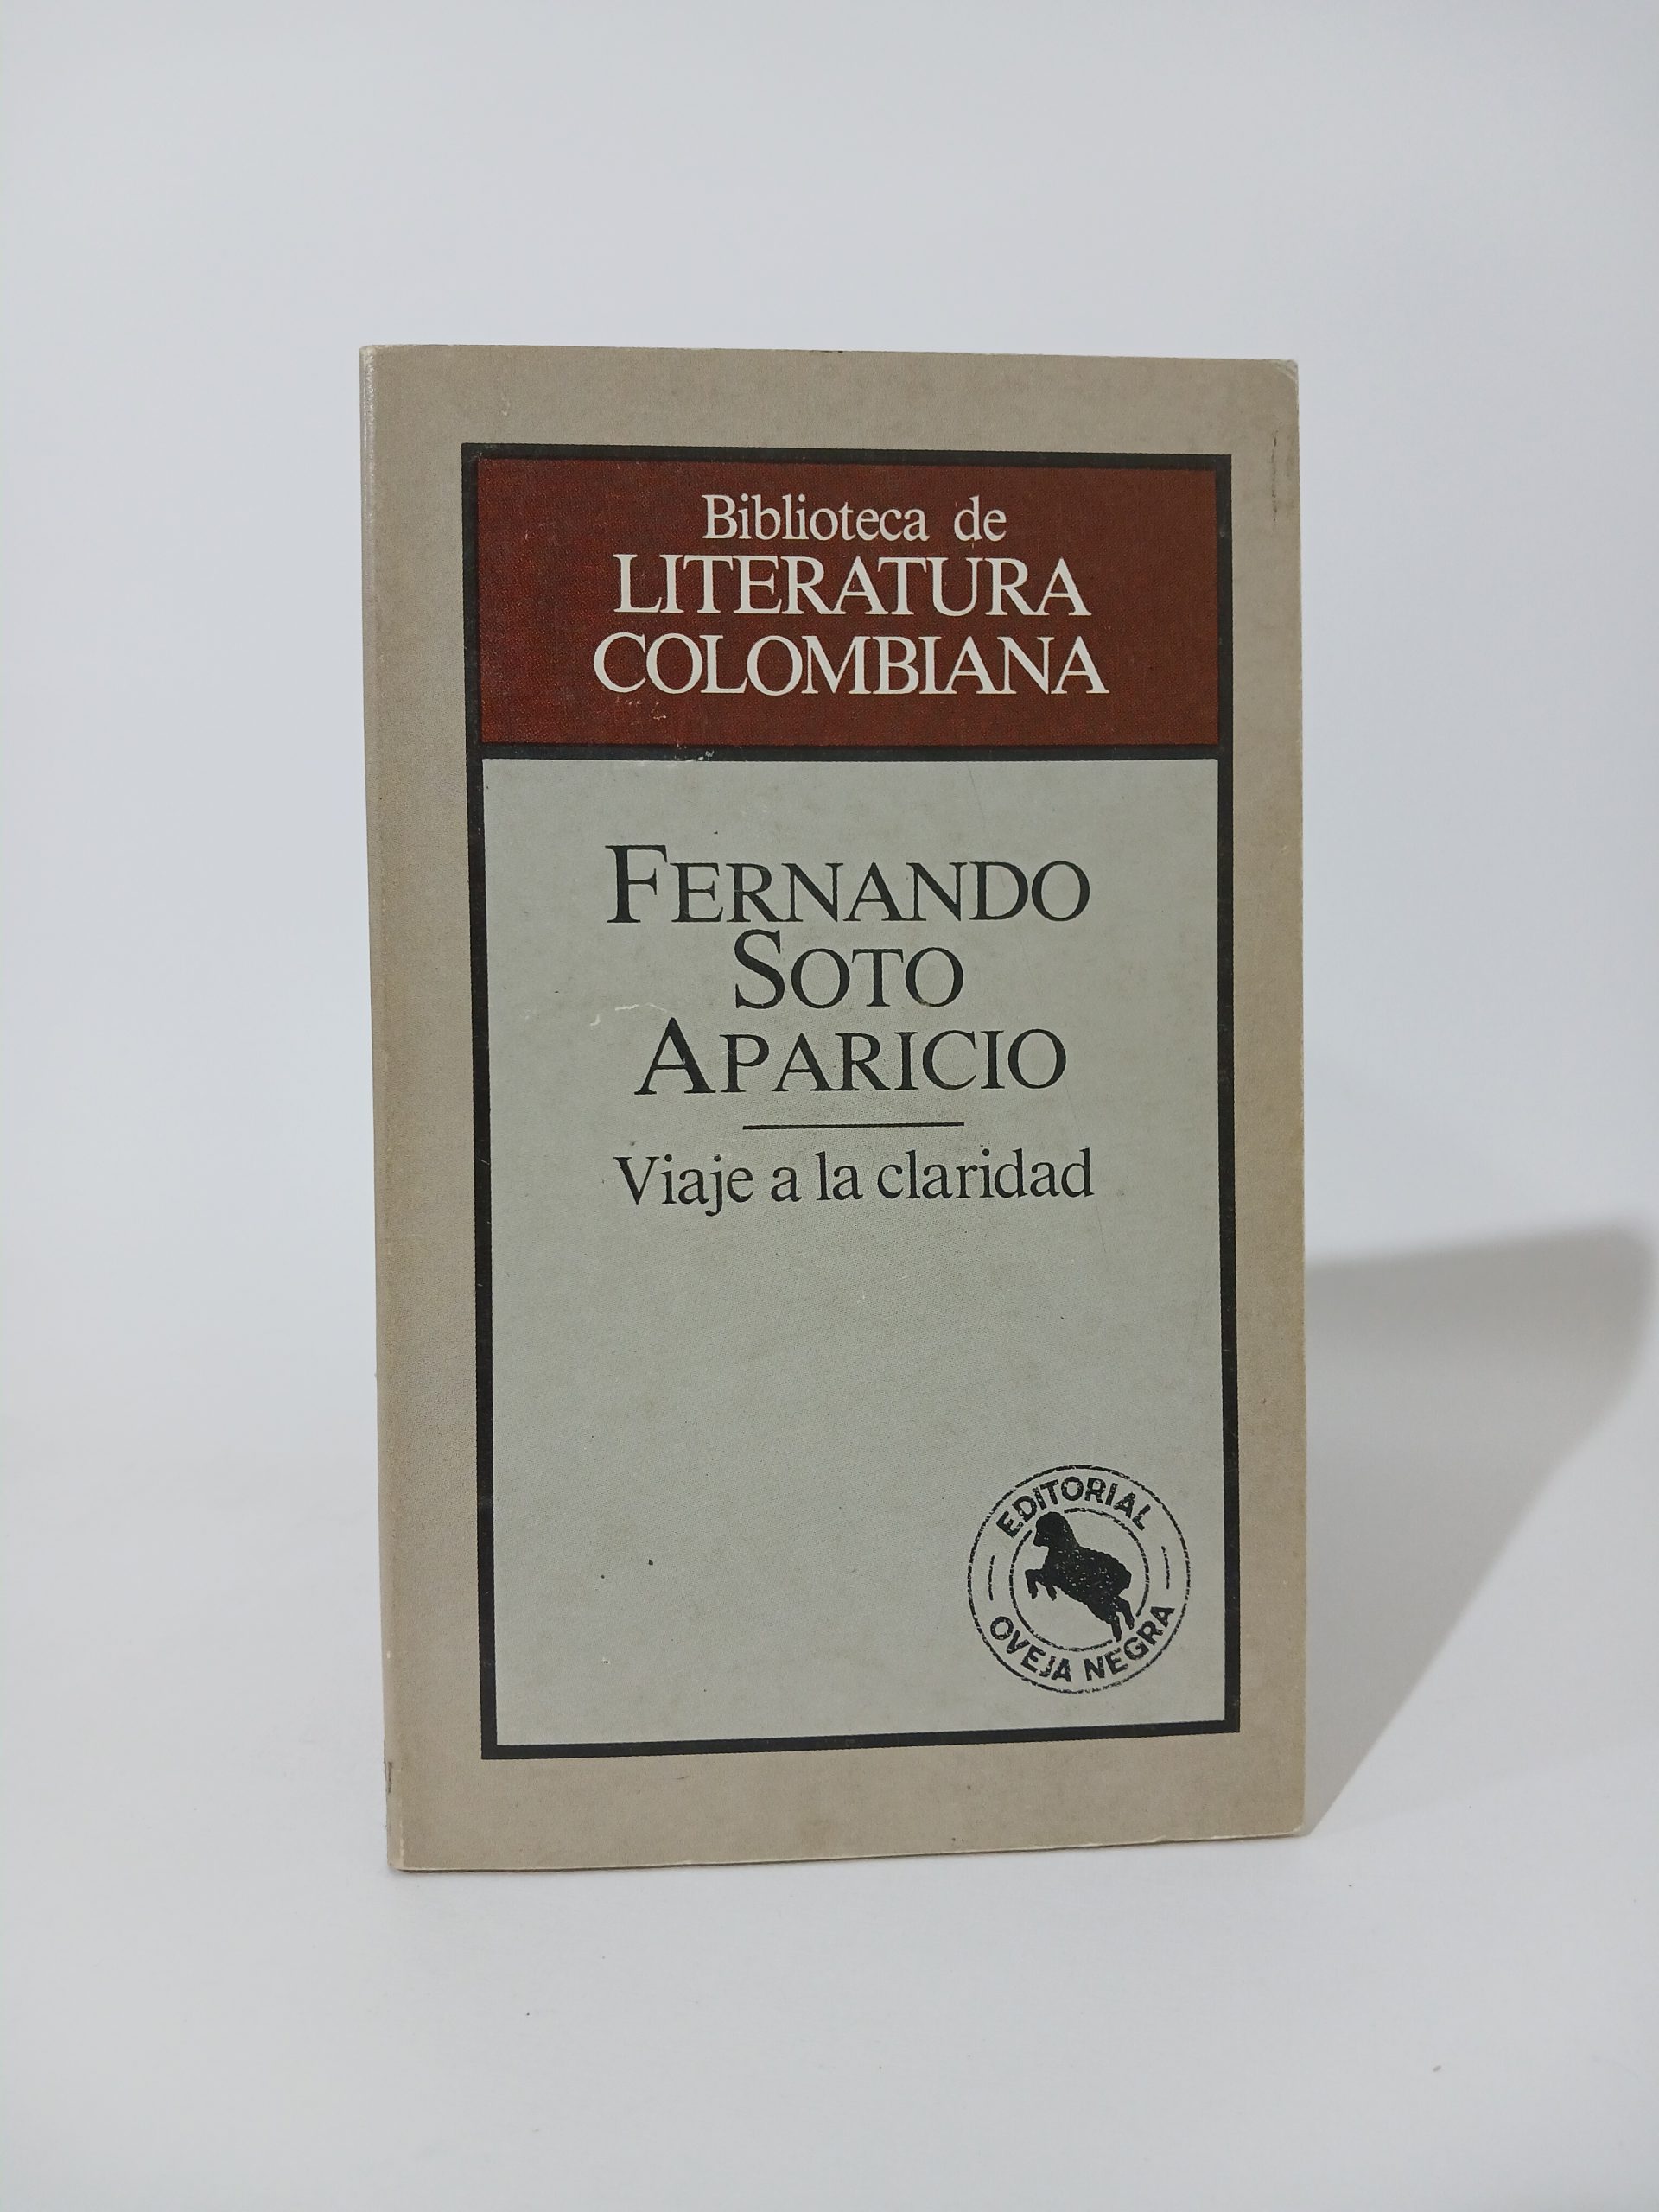 Biblioteca de
LITERATURA
COLOMBIANA
FERNANDO
SOTO
APARICIO
Viaje a la claridad
EDITORIAL
OVEJA NEGRA